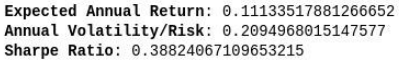 Expected Annual Return: 0.11133517881266652
Annual Volatility/Risk: 0.2094968015147577
Sharpe Ratio: 0.38824067109653215